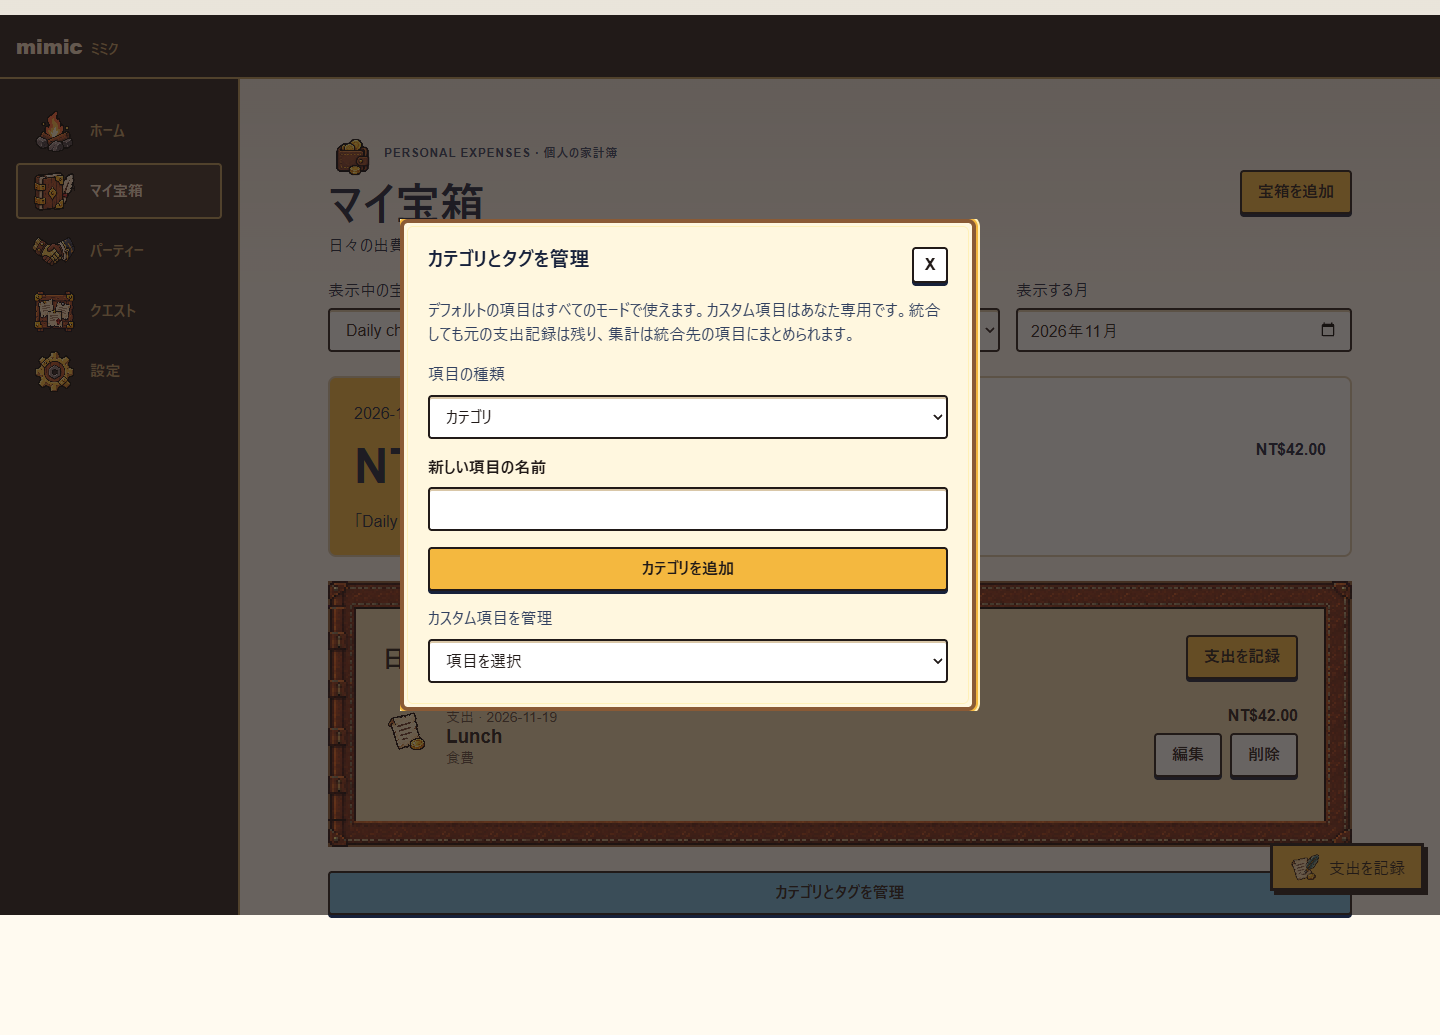 mimic ミミク
ホーム
マイ宝箱
パーティー
クエスト
設定
PERSONAL EXPENSES · 個人の家計簿
マイ宝箱
宝箱を追加
日々の出費
表示中の宝
表示する月
Daily ch
2026年11月
2026-1
NT$42.00
「Daily
カテゴリとタグを管理
X
デフォルトの項目はすべてのモードで使えます。カスタム項目はあなた専用です。統合
しても元の支出記録は残り、集計は統合先の項目にまとめられます。
項目の種類
カテゴリ
新しい項目の名前
カテゴリを追加
カスタム項目を管理
項目を選択
支出を記録
支出 · 2026-11-19
Lunch
食費
NT$42.00
編集
削除
支出を記録
カテゴリとタグを管理